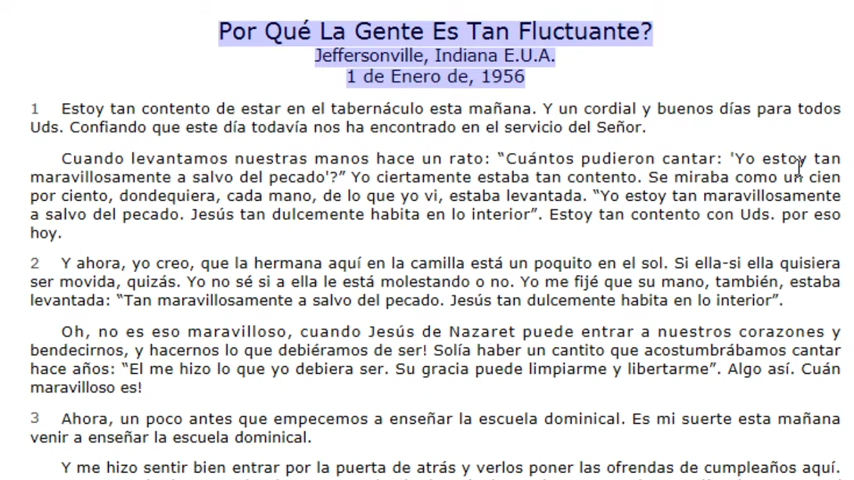 Por Qué La Gente Es Tan Fluctuante?
Jeffersonville, Indiana E.U.A.
1 de Enero de, 1956
1 Estoy tan contento de estar en el tabernáculo esta mañana. Y un cordial y buenos días para todos
Uds. Confiando que este día todavía nos ha encontrado en el servicio del Señor.
Cuando levantamos nuestras manos hace un rato: “Cuántos pudieron cantar: 'Yo estoy tan
maravillosamente a salvo del pecado'?” Yo ciertamente estaba tan contento. Se miraba como un cien
por ciento, dondequiera, cada mano, de lo que yo vi, estaba levantada. “Yo estoy tan maravillosamente
a salvo del pecado. Jesús tan dulcemente habita en lo interior”. Estoy tan contento con Uds. por eso
hoy.
2 Y ahora, yo creo, que la hermana aquí en la camilla está un poquito en el sol. Si ella-si ella quisiera
ser movida, quizás. Yo no sé si a ella le está molestando o no. Yo me fijé que su mano, también, estaba
levantada: “Tan maravillosamente a salvo del pecado. Jesús tan dulcemente habita en lo interior”.
Oh, no es eso maravilloso, cuando Jesús de Nazaret puede entrar a nuestros corazones y
bendecirnos, y hacernos lo que debiéramos de ser! Solía haber un cantito que acostumbrábamos cantar
hace años: “El me hizo lo que yo debiera ser. Su gracia puede limpiarme y libertarme”. Algo así. Cuán
maravilloso es!
3 Ahora, un poco antes que empecemos a enseñar la escuela dominical. Es mi suerte esta mañana
venir a enseñar la escuela dominical.
Y me hizo sentir bien entrar por la puerta de atrás y verlos poner las ofrendas de cumpleaños aquí.